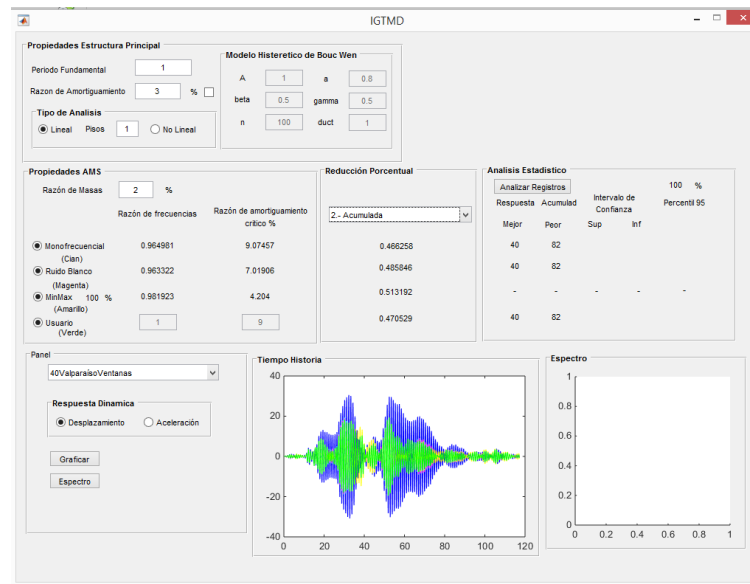 IGTMD
Propiedades Estructura Principal
Periodo Fundamental 1
Razon de Amortiguamiento 3 %
Tipo de Analisis
Lineal Pisos 1 No Lineal
Modelo Histeretico de Bouc Wen
A 1 a 0.8
beta 0.5 gamma 0.5
n 100 duct 1
Propiedades AMS
Razón de Masas 2 %
Razón de frecuencias Razón de amortiguamiento critico %
Monofrecuencial 0.964981 9.07457
(Cian)
Ruido Blanco 0.963322 7.01906
(Magenta)
MinMax 100 % 0.981923 4.204
(Amarillo)
Usuario 1 9
(Verde)
Reducción Porcentual
2.- Acumulada
0.466258
0.485846
0.513192
0.470529
Analisis Estadistico
Analizar Registros 100 %
Respuesta Acumulad Intervalo de Confianza Percentil 95
Mejor Peor Sup Inf
40 82
40 82
- - - - -
40 82
Panel
40ValparaísoVentanas
Respuesta Dinamica
Desplazamiento Aceleración
Graficar
Espectro
Tiempo Historia
40
20
0
-20
-40
0 20 40 60 80 100 120
Espectro
1
0.8
0.6
0.4
0.2
0
0 0.2 0.4 0.6 0.8 1